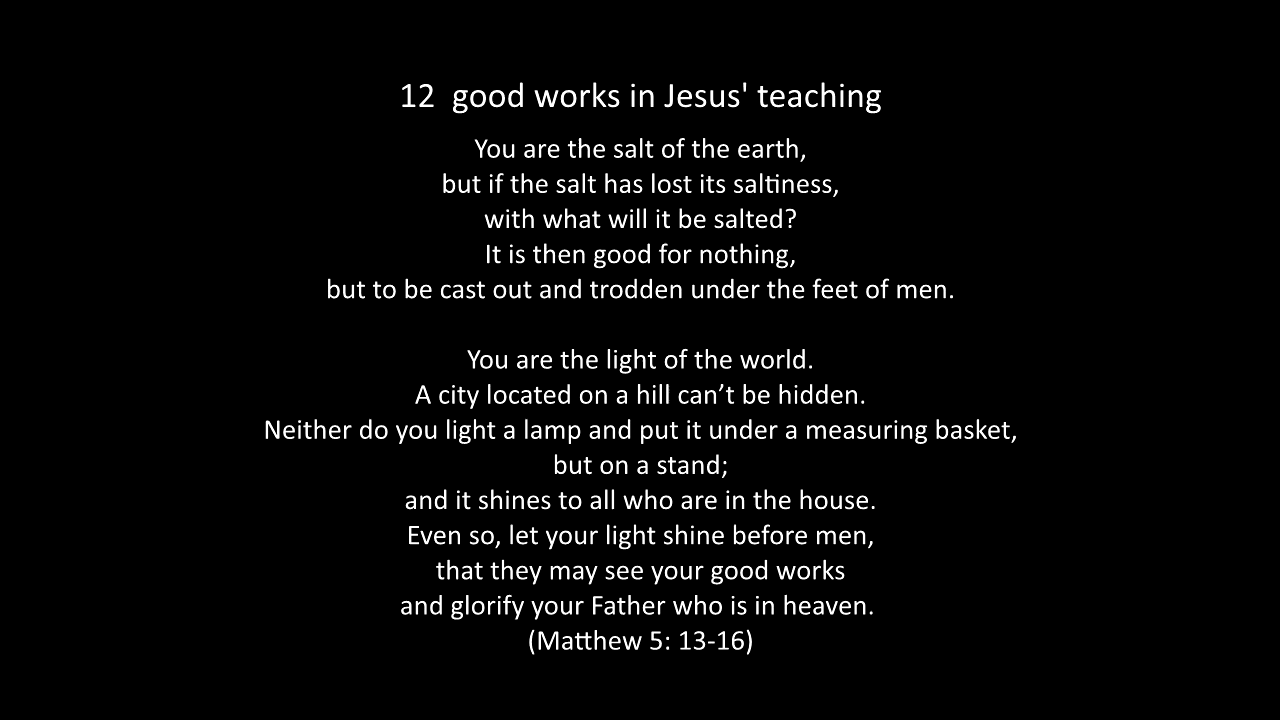 12  good works in Jesus' teaching
You are the salt of the earth,
but if the salt has lost its saltiness,
with what will it be salted?
It is then good for nothing,
but to be cast out and trodden under the feet of men.
You are the light of the world.
A city located on a hill can’t be hidden.
Neither do you light a lamp and put it under a measuring basket,
but on a stand;
and it shines to all who are in the house.
Even so, let your light shine before men,
that they may see your good works
and glorify your Father who is in heaven.
(Matthew 5: 13-16)